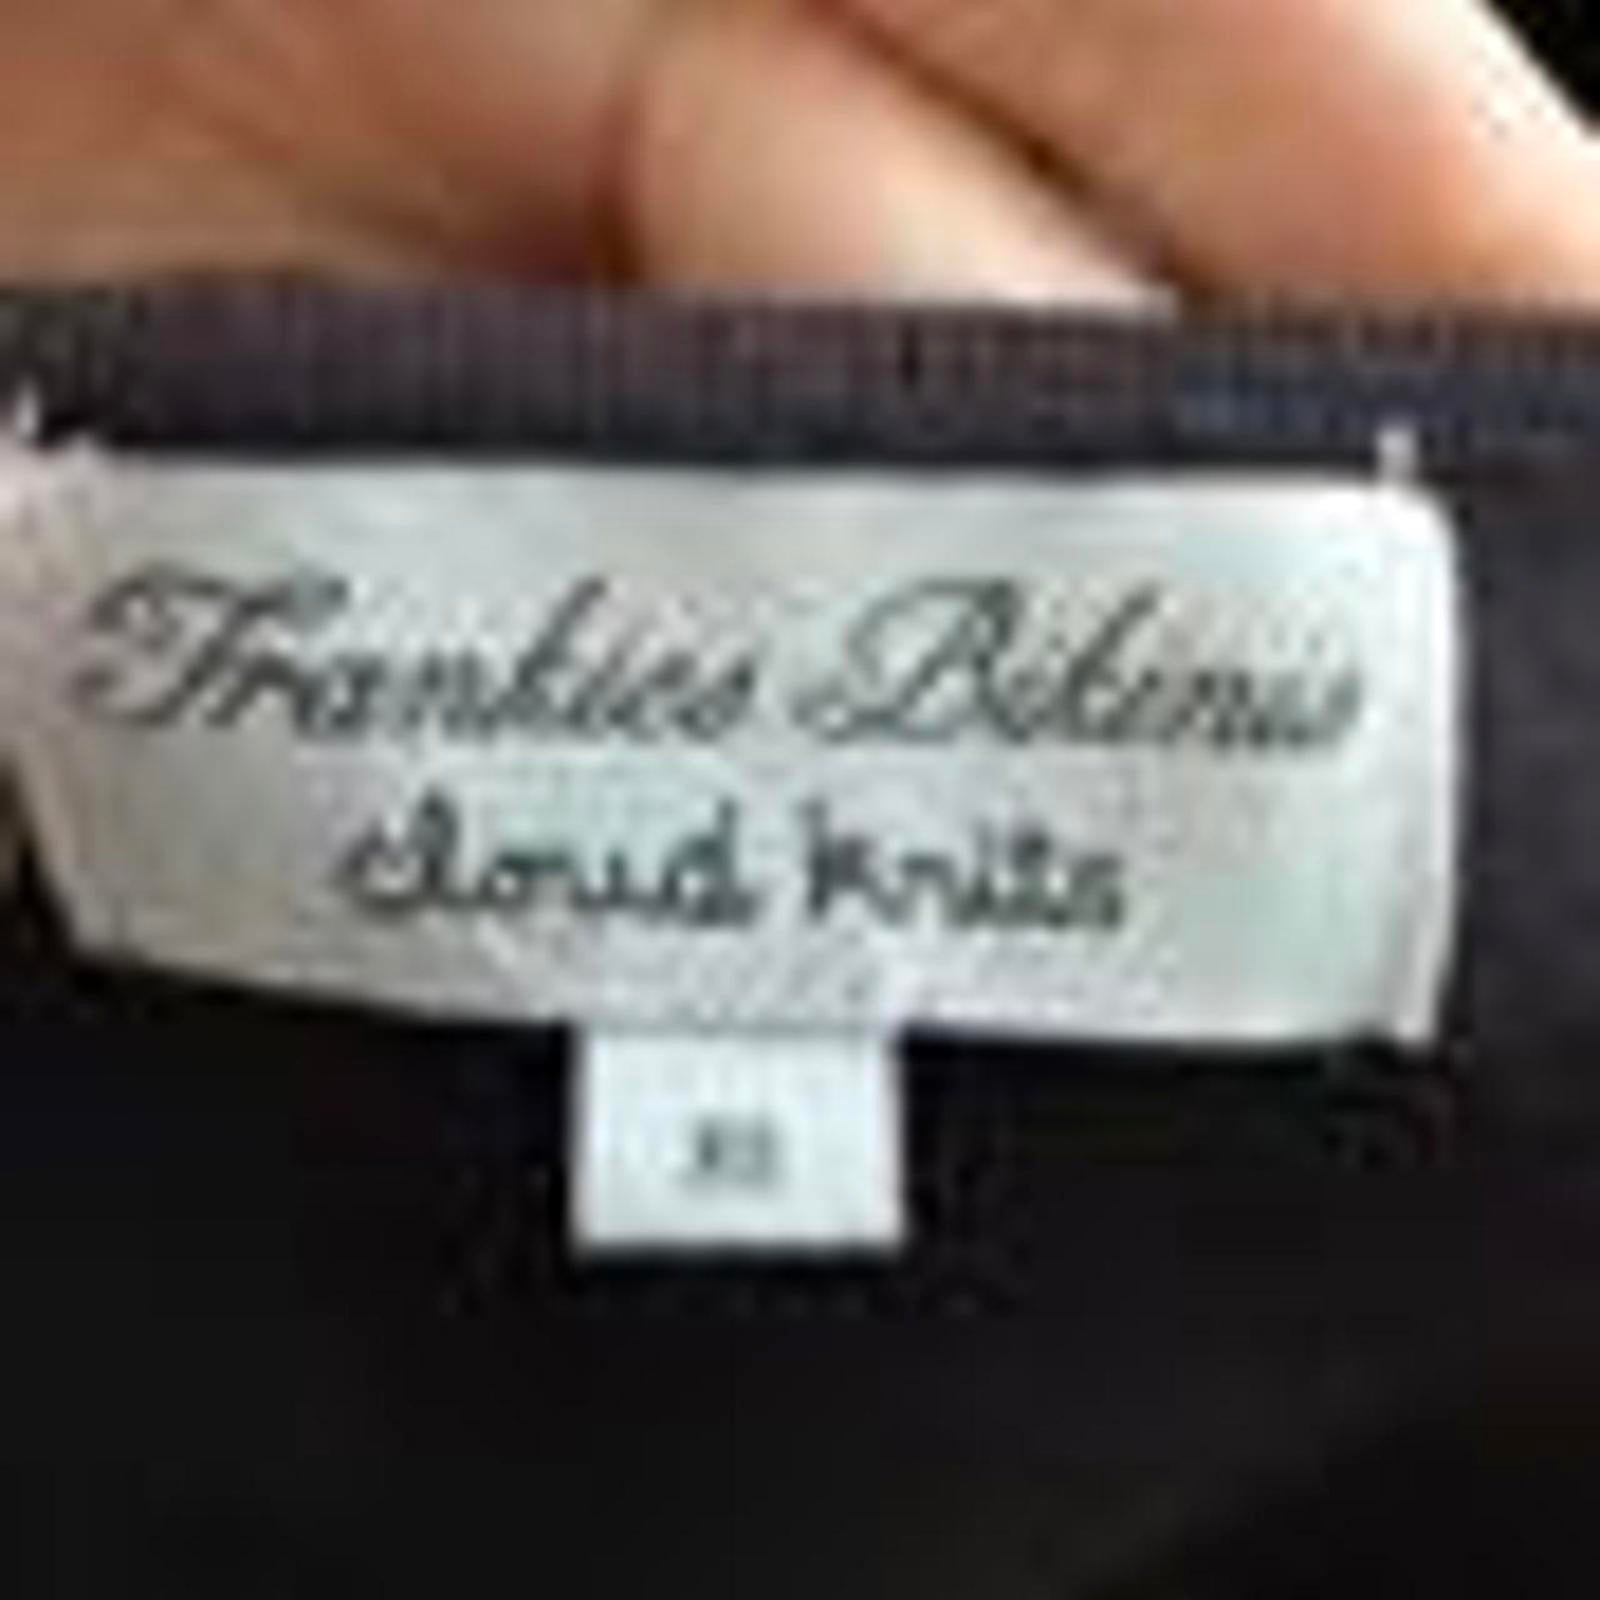 Frankies Bikinis
Cloud Knits